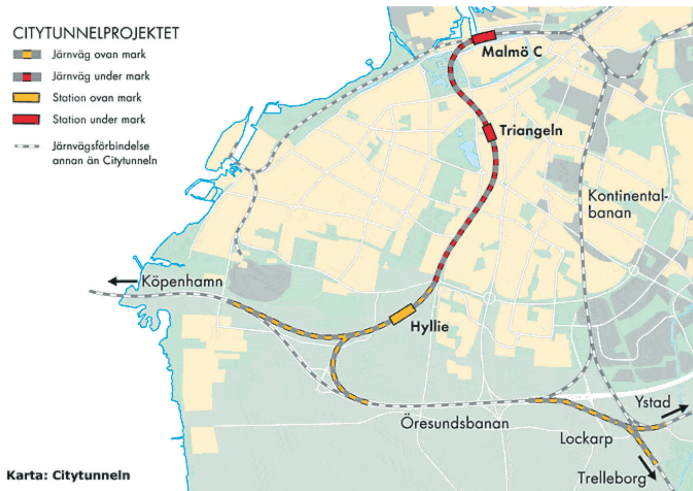 CITYTUNNELPROJEKTET
Järnväg ovan mark
Järnväg under mark
Station ovan mark
Station under mark
Järnvägsförbindelse
annan än Citytunneln
Malmö C
Triangeln
Kontinental-
banan
Köpenhamn
Hyllie
Öresundsbanan
Ystad
Lockarp
Trelleborg
Karta: Citytunneln